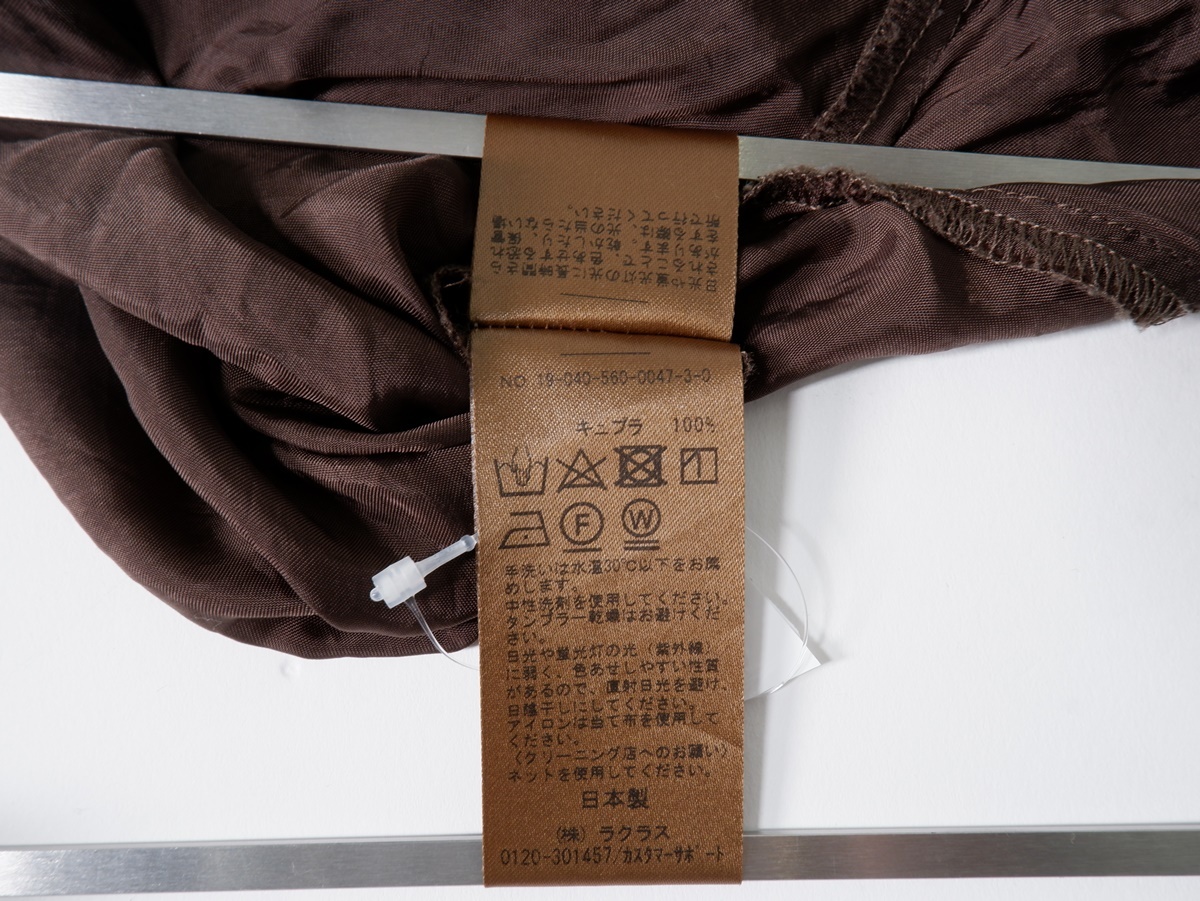 NO 19-040-560-0047-3-0
キュプラ 100%
F W
手洗いは水温30℃以下をお薦
めします。
中性洗剤を使用してください。
タンブラー乾燥はお避けくだ
さい。
日光や蛍光灯の光（紫外線）
に弱く、色あせしやすい性質
があるので、直射日光を避け、
日陰干しにしてください。
アイロンは当て布を使用して
ください。
〈クリーニング店へのお願い〉
ネットを使用してください。
日本製
（株）ラクラス
0120-301457/カスタマーサポート